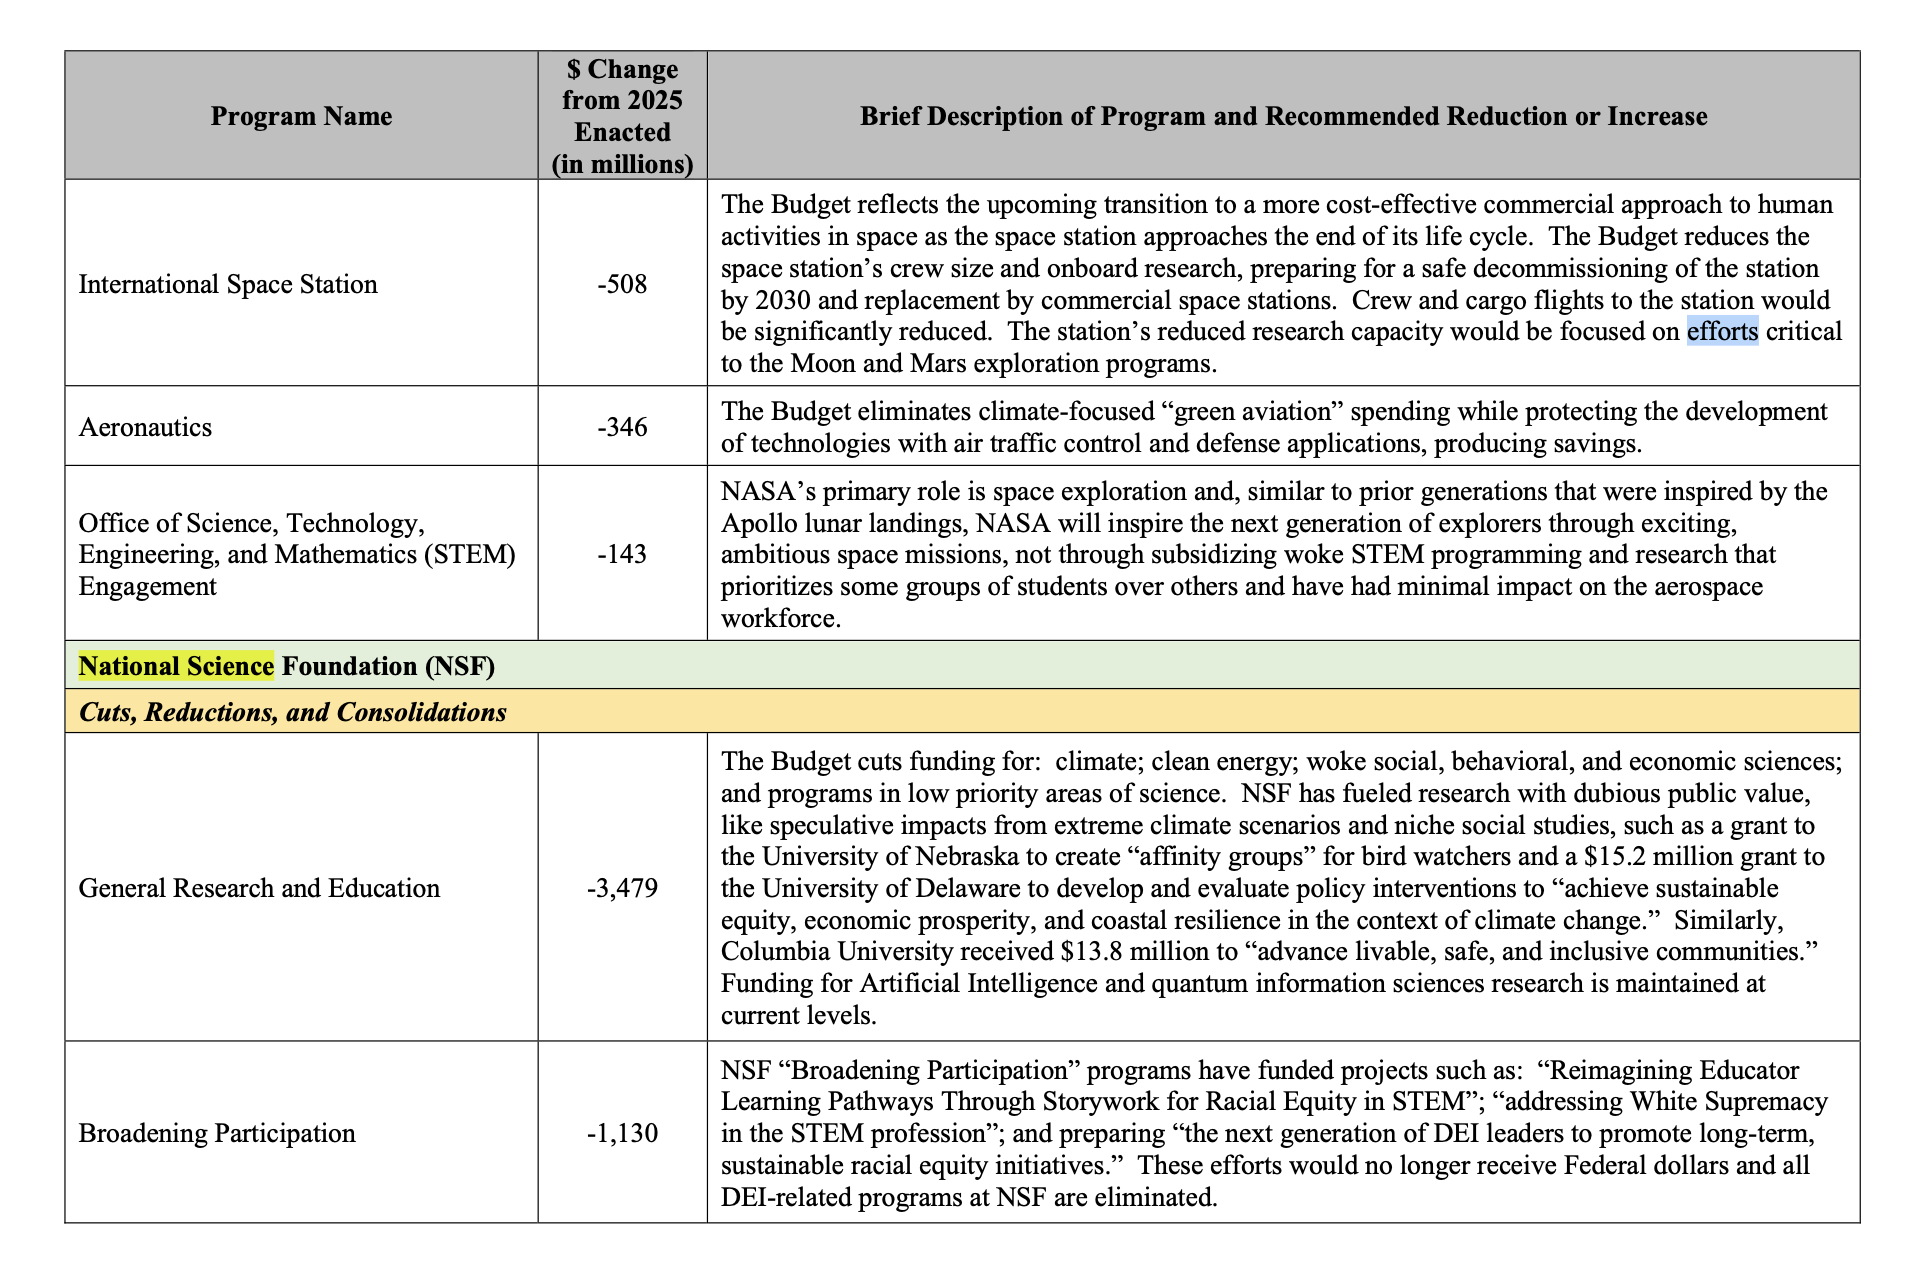 Program Name
$ Change
from 2025
Enacted
(in millions)
Brief Description of Program and Recommended Reduction or Increase
International Space Station
-508
The Budget reflects the upcoming transition to a more cost-effective commercial approach to human
activities in space as the space station approaches the end of its life cycle.  The Budget reduces the
space station’s crew size and onboard research, preparing for a safe decommissioning of the station
by 2030 and replacement by commercial space stations.  Crew and cargo flights to the station would
be significantly reduced.  The station’s reduced research capacity would be focused on efforts critical
to the Moon and Mars exploration programs.
Aeronautics
-346
The Budget eliminates climate-focused “green aviation” spending while protecting the development
of technologies with air traffic control and defense applications, producing savings.
Office of Science, Technology,
Engineering, and Mathematics (STEM)
Engagement
-143
NASA’s primary role is space exploration and, similar to prior generations that were inspired by the
Apollo lunar landings, NASA will inspire the next generation of explorers through exciting,
ambitious space missions, not through subsidizing woke STEM programming and research that
prioritizes some groups of students over others and have had minimal impact on the aerospace
workforce.
National Science Foundation (NSF)
Cuts, Reductions, and Consolidations
General Research and Education
-3,479
The Budget cuts funding for:  climate; clean energy; woke social, behavioral, and economic sciences;
and programs in low priority areas of science.  NSF has fueled research with dubious public value,
like speculative impacts from extreme climate scenarios and niche social studies, such as a grant to
the University of Nebraska to create “affinity groups” for bird watchers and a $15.2 million grant to
the University of Delaware to develop and evaluate policy interventions to “achieve sustainable
equity, economic prosperity, and coastal resilience in the context of climate change.”  Similarly,
Columbia University received $13.8 million to “advance livable, safe, and inclusive communities.”
Funding for Artificial Intelligence and quantum information sciences research is maintained at
current levels.
Broadening Participation
-1,130
NSF “Broadening Participation” programs have funded projects such as:  “Reimagining Educator
Learning Pathways Through Storywork for Racial Equity in STEM”; “addressing White Supremacy
in the STEM profession”; and preparing “the next generation of DEI leaders to promote long-term,
sustainable racial equity initiatives.”  These efforts would no longer receive Federal dollars and all
DEI-related programs at NSF are eliminated.